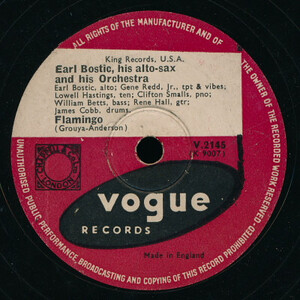 ALL RIGHTS OF THE MANUFACTURER AND OF THE OWNER OF THE RECORDED WORK RESERVED
UNAUTHORISED PUBLIC PERFORMANCE, BROADCASTING AND COPYING OF THIS RECORD PROHIBITED
King Records, U.S.A.
Earl Bostic, his alto-sax
and his Orchestra
Earl Bostic, alto; Gene Redd, Jr., tpt & vibes;
Lowell Hastings, ten; Clifton Smalls, pno;
William Betts, bass; Rene Hall, gtr;
James Cobb, drums.
Flamingo
(Grouya-Anderson)
V.2145
(K 9007)
LONDON
vogue
RECORDS
Made in England